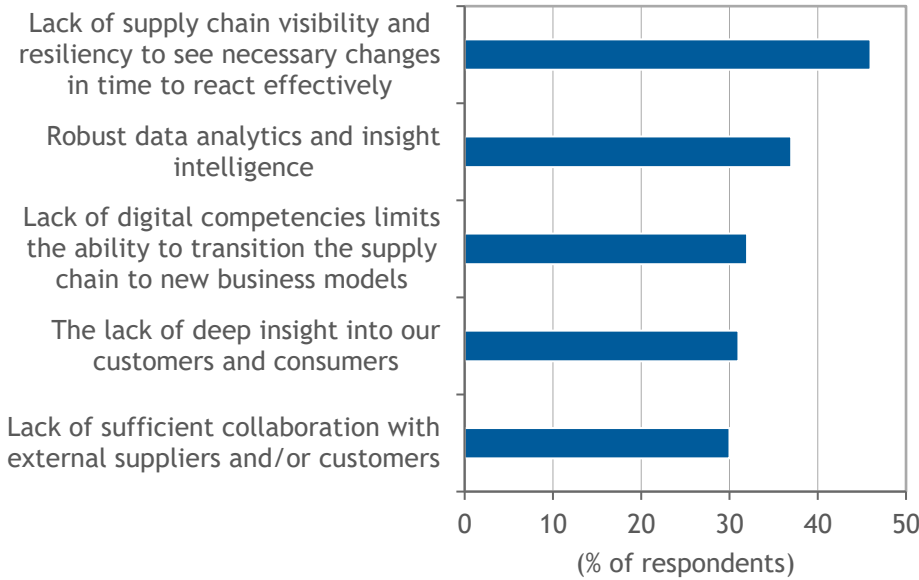 Lack of supply chain visibility and
resiliency to see necessary changes
in time to react effectively
Robust data analytics and insight
intelligence
Lack of digital competencies limits
the ability to transition the supply
chain to new business models
The lack of deep insight into our
customers and consumers
Lack of sufficient collaboration with
external suppliers and/or customers
0 10 20 30 40 50
(% of respondents)